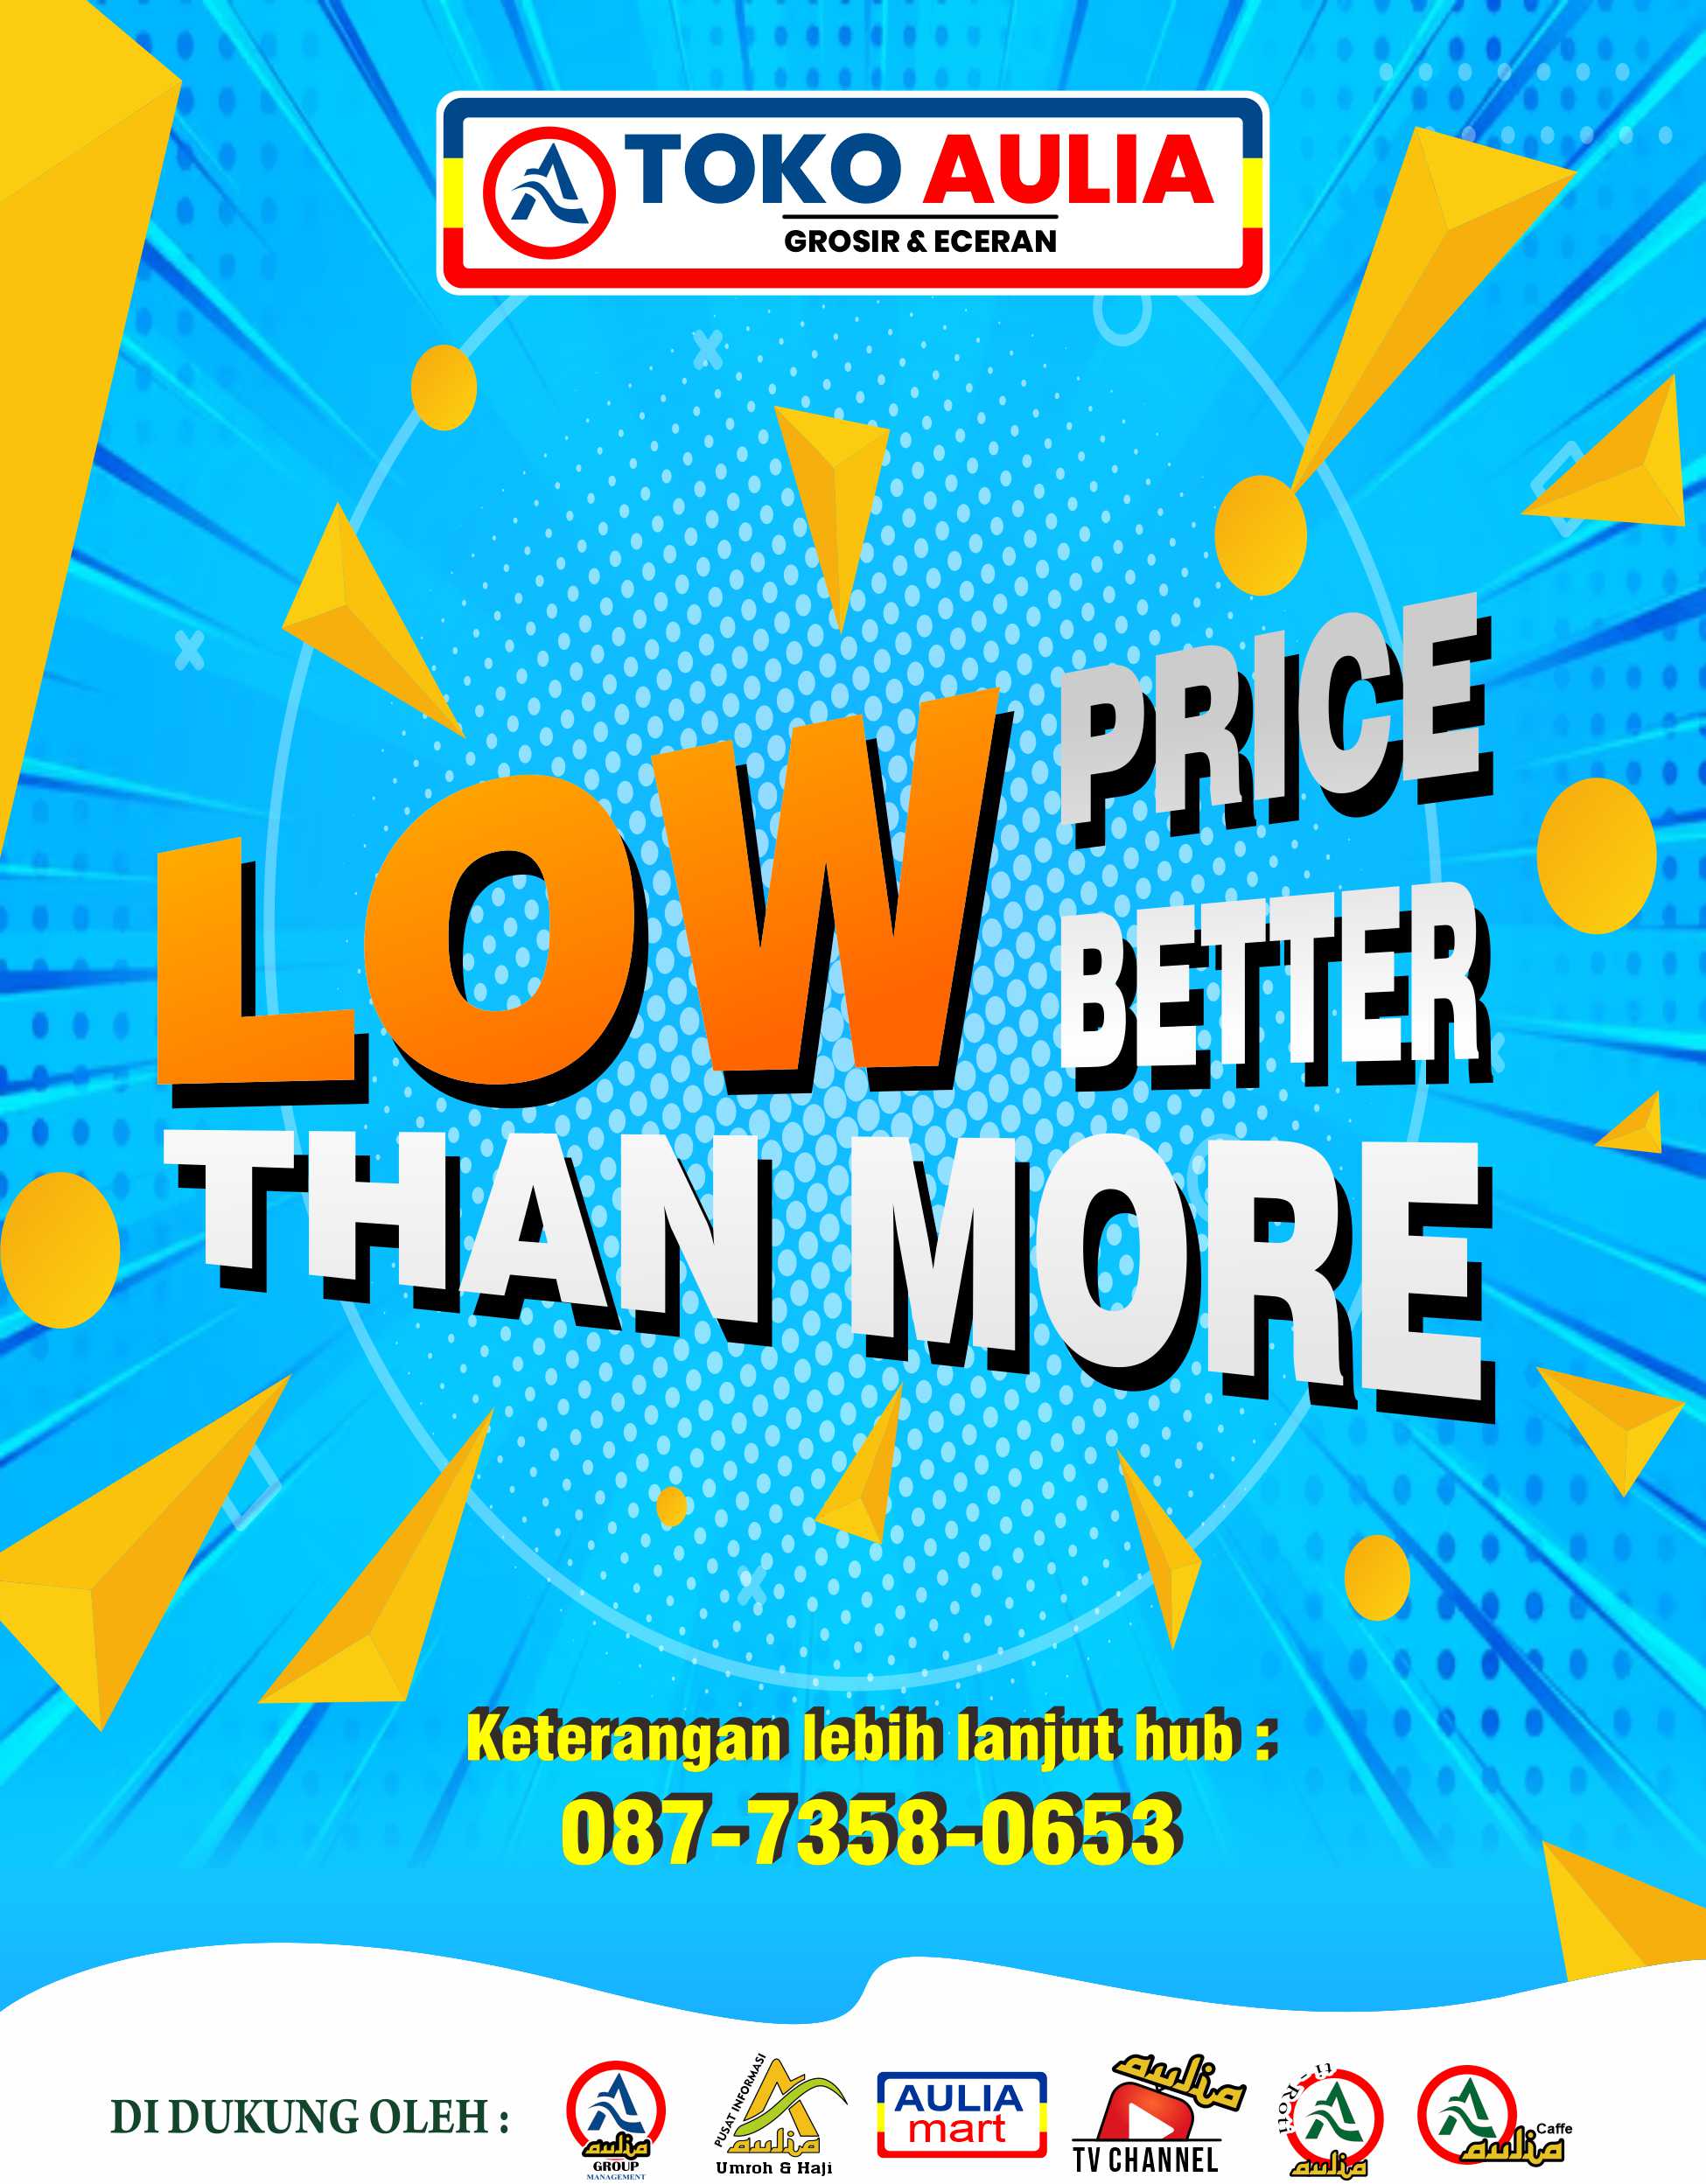 TOKO AULIA
GROSIR & ECERAN
LOW PRICE
BETTER
THAN MORE
Keterangan lebih lanjut hub :
087-7358-0653
DI DUKUNG OLEH :
aulia
GROUP
MANAGEMENT
PUSAT INFORMASI
aulia
Umroh & Haji
AULIA
mart
aulia
TV CHANNEL
Roti
aulia
Caffe
aulia